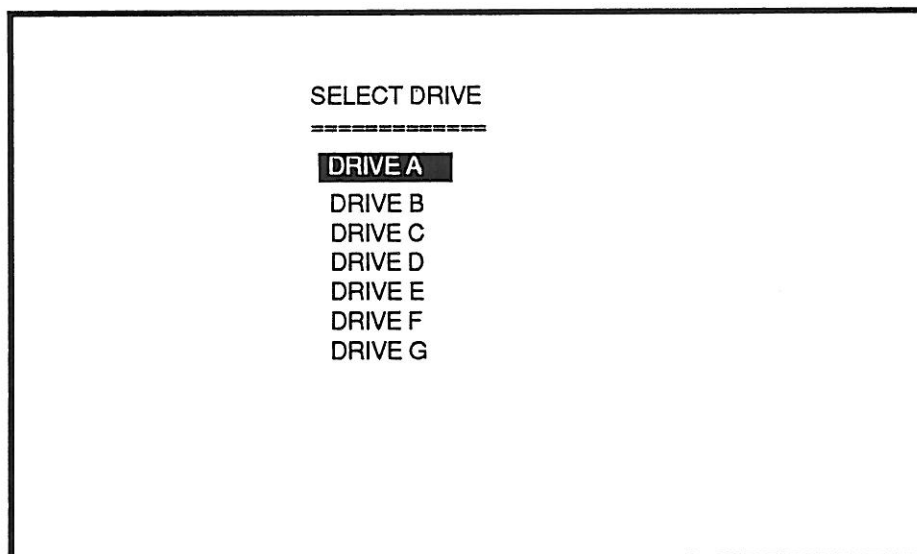 SELECT DRIVE
=============
DRIVE A
DRIVE B
DRIVE C
DRIVE D
DRIVE E
DRIVE F
DRIVE G